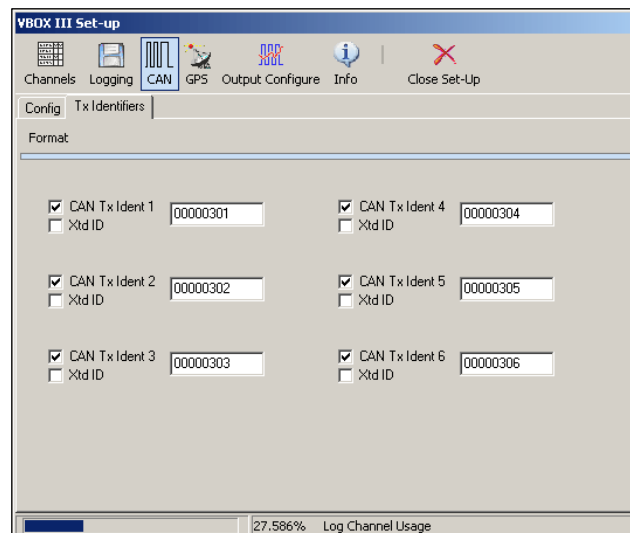 VBOX III Set-up
Channels Logging CAN GPS Output Configure Info Close Set-Up
Config Tx Identifiers
Format
CAN Tx Ident 1 00000301 CAN Tx Ident 4 00000304
Xtd ID Xtd ID
CAN Tx Ident 2 00000302 CAN Tx Ident 5 00000305
Xtd ID Xtd ID
CAN Tx Ident 3 00000303 CAN Tx Ident 6 00000306
Xtd ID Xtd ID
27.586% Log Channel Usage